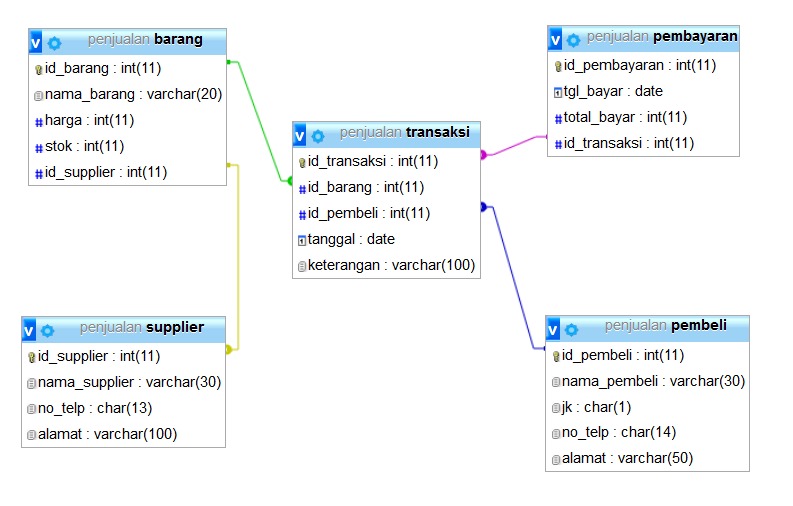 v penjualan barang
id_barang : int(11)
nama_barang : varchar(20)
# harga : int(11)
# stok : int(11)
# id_supplier : int(11)
v penjualan supplier
id_supplier : int(11)
nama_supplier : varchar(30)
no_telp : char(13)
alamat : varchar(100)
v penjualan transaksi
id_transaksi : int(11)
# id_barang : int(11)
# id_pembeli : int(11)
tanggal : date
keterangan : varchar(100)
v penjualan pembayaran
id_pembayaran : int(11)
tgl_bayar : date
# total_bayar : int(11)
# id_transaksi : int(11)
v penjualan pembeli
id_pembeli : int(11)
nama_pembeli : varchar(30)
jk : char(1)
no_telp : char(14)
alamat : varchar(50)